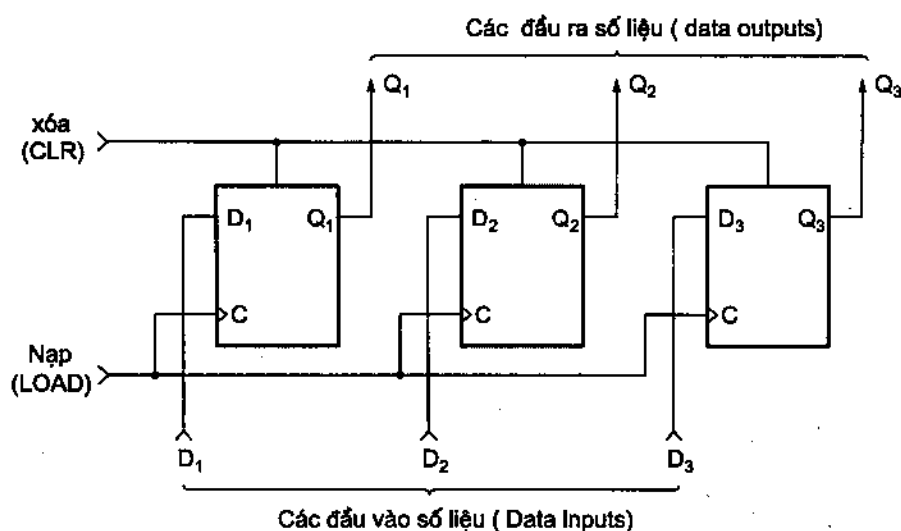 Các đầu ra số liệu ( data outputs)
Q₁ Q₂ Q₃
xóa
(CLR)
D₁ Q₁ D₂ Q₂ D₃ Q₃
C C C
Nạp
(LOAD)
D₁ D₂ D₃
Các đầu vào số liệu ( Data Inputs)